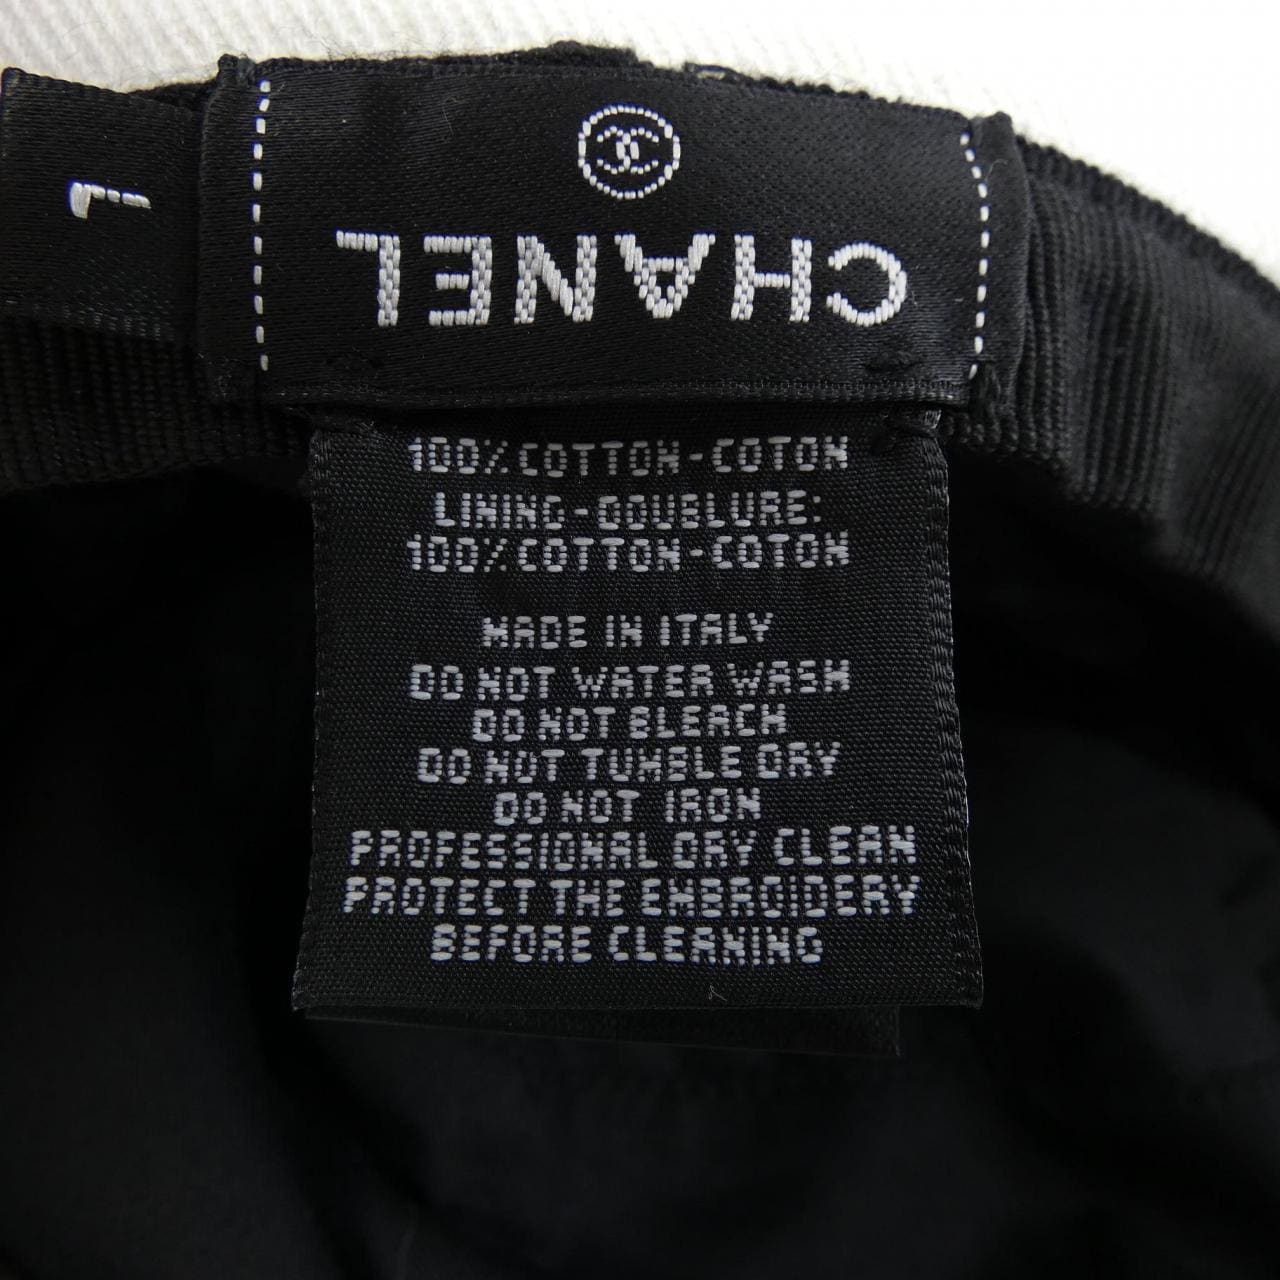 L
CHANEL
100% COTTON-COTON
LINING-DOUBLURE:
100% COTTON-COTON
MADE IN ITALY
DO NOT WATER WASH
DO NOT BLEACH
DO NOT TUMBLE DRY
DO NOT IRON
PROFESSIONAL DRY CLEAN
PROTECT THE EMBROIDERY
BEFORE CLEANING